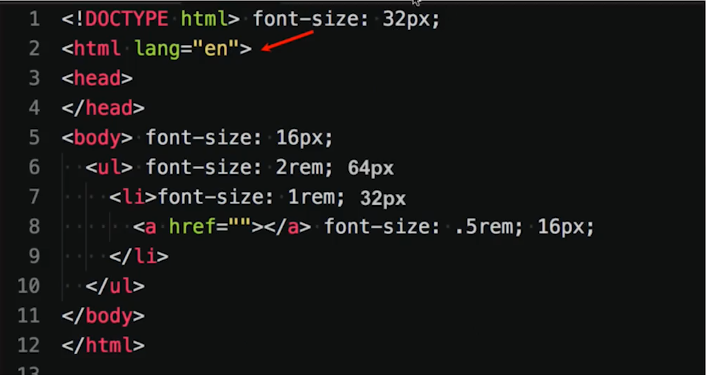 1 <!DOCTYPE html> font-size: 32px;
2 <html lang="en">
3 <head>
4 </head>
5 <body> font-size: 16px;
6 <ul> font-size: 2rem; 64px
7 <li>font-size: 1rem; 32px
8 <a href=""></a> font-size: .5rem; 16px;
9 </li>
10 </ul>
11 </body>
12 </html>
13